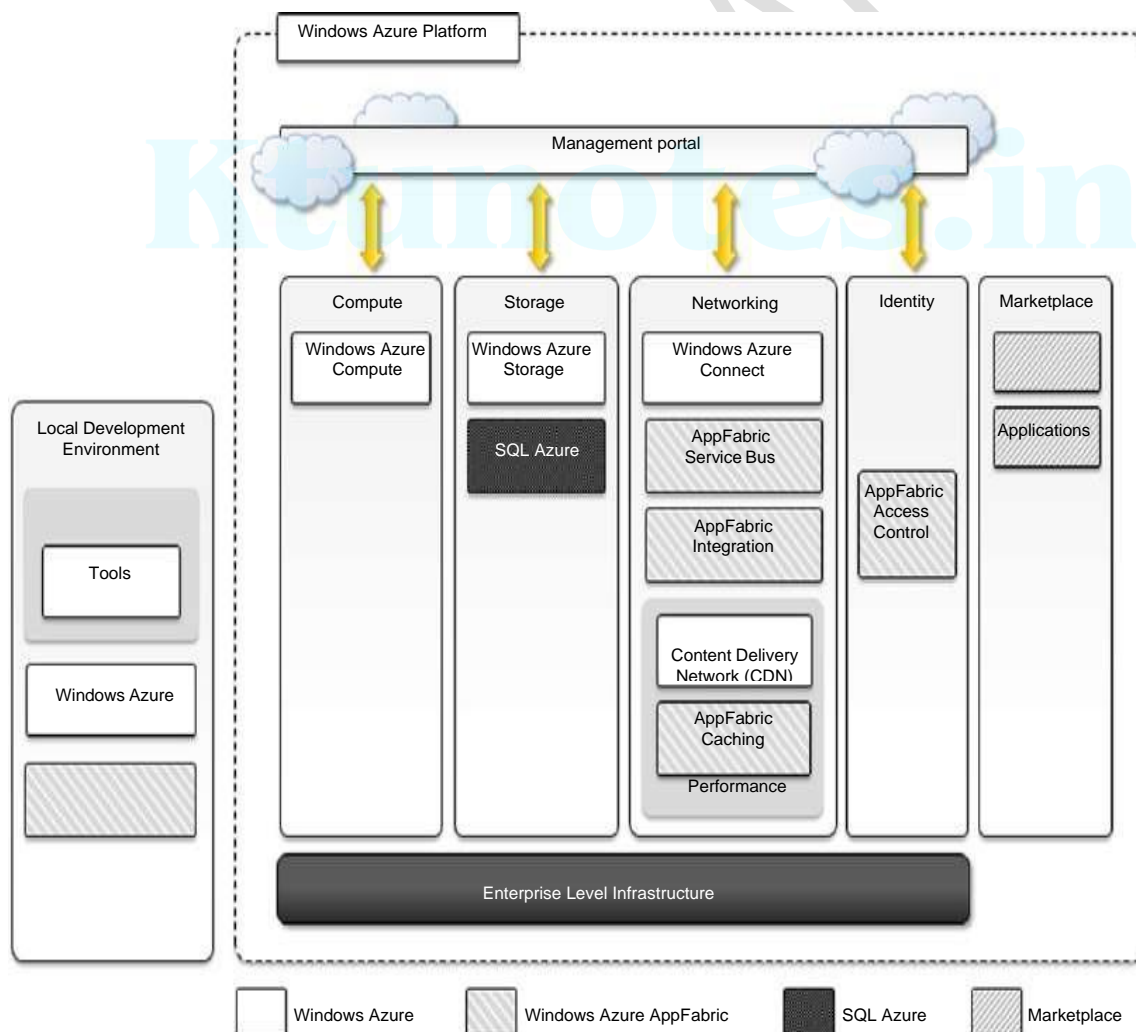 Windows Azure Platform
Management portal
Ktunotes.in
Compute
Windows Azure
Compute
Storage
Windows Azure
Storage
SQL Azure
Networking
Windows Azure
Connect
AppFabric
Service Bus
AppFabric
Integration
Content Delivery
Network (CDN)
AppFabric
Caching
Performance
Identity
AppFabric
Access
Control
Marketplace
Applications
Local Development
Environment
Tools
Windows Azure
Enterprise Level Infrastructure
Windows Azure
Windows Azure AppFabric
SQL Azure
Marketplace